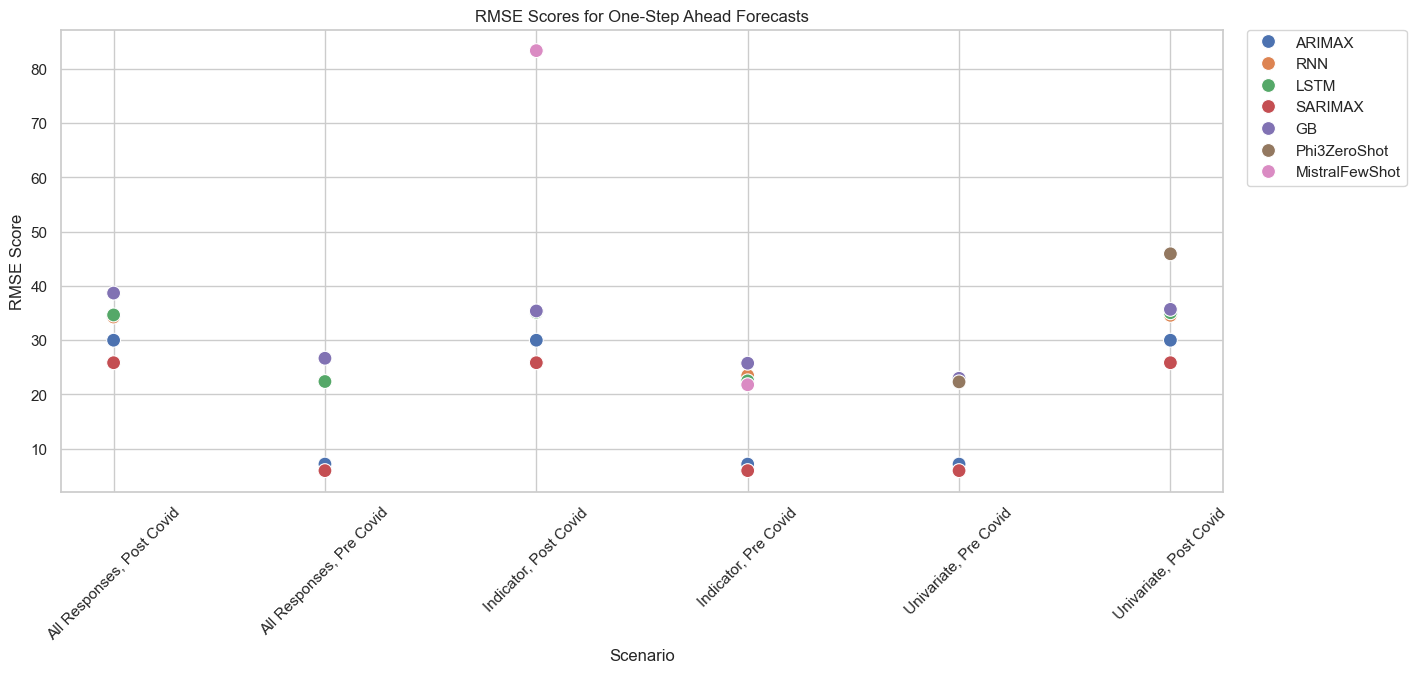 RMSE Scores for One-Step Ahead Forecasts
RMSE Score
80
70
60
50
40
30
20
10
All Responses, Post Covid
All Responses, Pre Covid
Indicator, Post Covid
Indicator, Pre Covid
Univariate, Pre Covid
Univariate, Post Covid
Scenario
ARIMAX
RNN
LSTM
SARIMAX
GB
Phi3ZeroShot
MistralFewShot